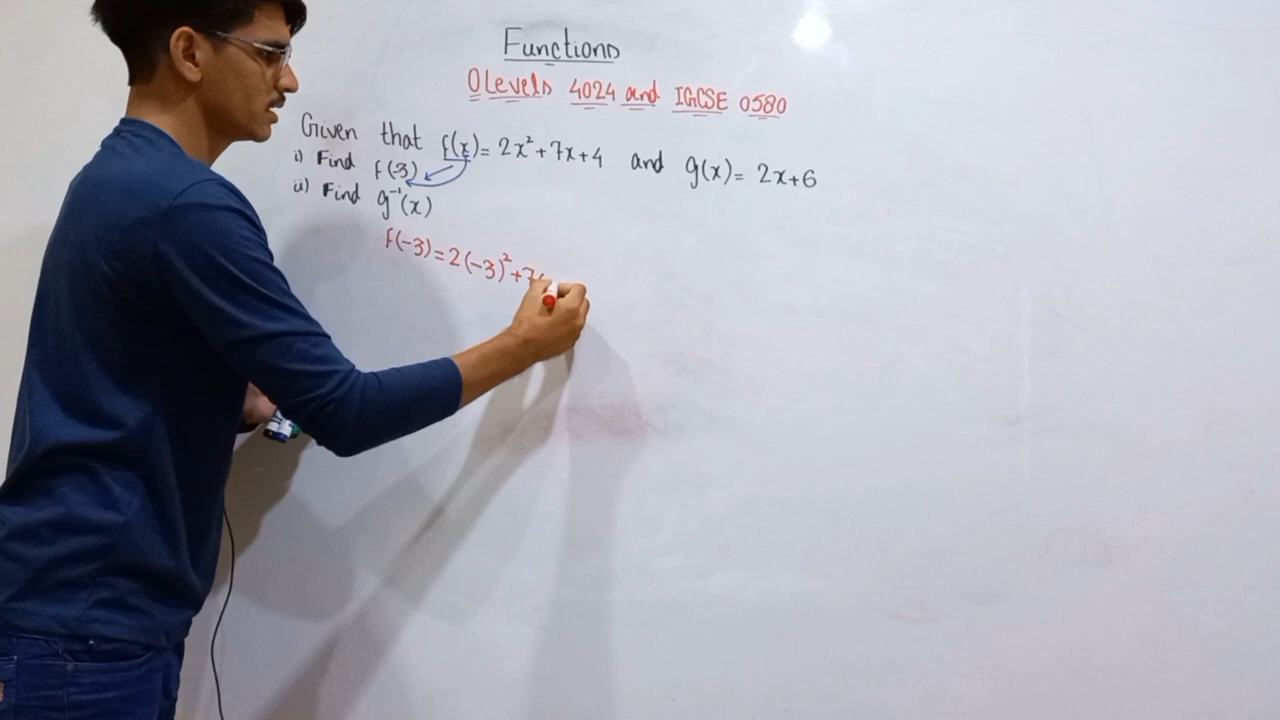 Functions
OLevels 4024 and IGCSE 0580
Given that f(x)= 2x²+7x+4 and g(x)= 2x+6
i) Find f(-3)
ii) Find g⁻¹(x)
f(-3)=2(-3)²+7(